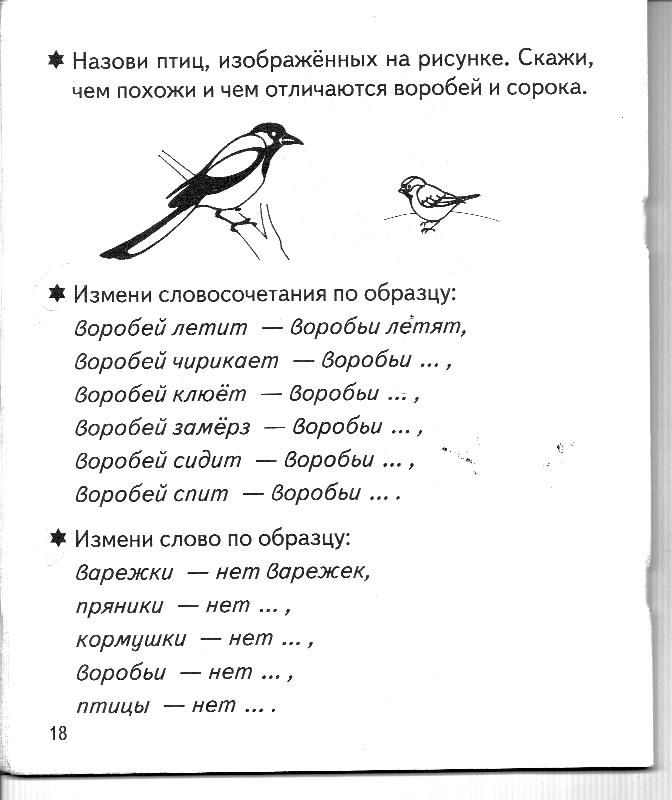 ✶ Назови птиц, изображённых на рисунке. Скажи,
чем похожи и чем отличаются воробей и сорока.
✶ Измени словосочетания по образцу:
воробей летит — воробьи летят,
воробей чирикает — воробьи ... ,
воробей клюёт — воробьи ... ,
воробей замёрз — воробьи ... ,
воробей сидит — воробьи ... ,
воробей спит — воробьи ... .
✶ Измени слово по образцу:
варежки — нет варежек,
пряники — нет ... ,
кормушки — нет ... ,
воробьи — нет ... ,
птицы — нет ... .
18